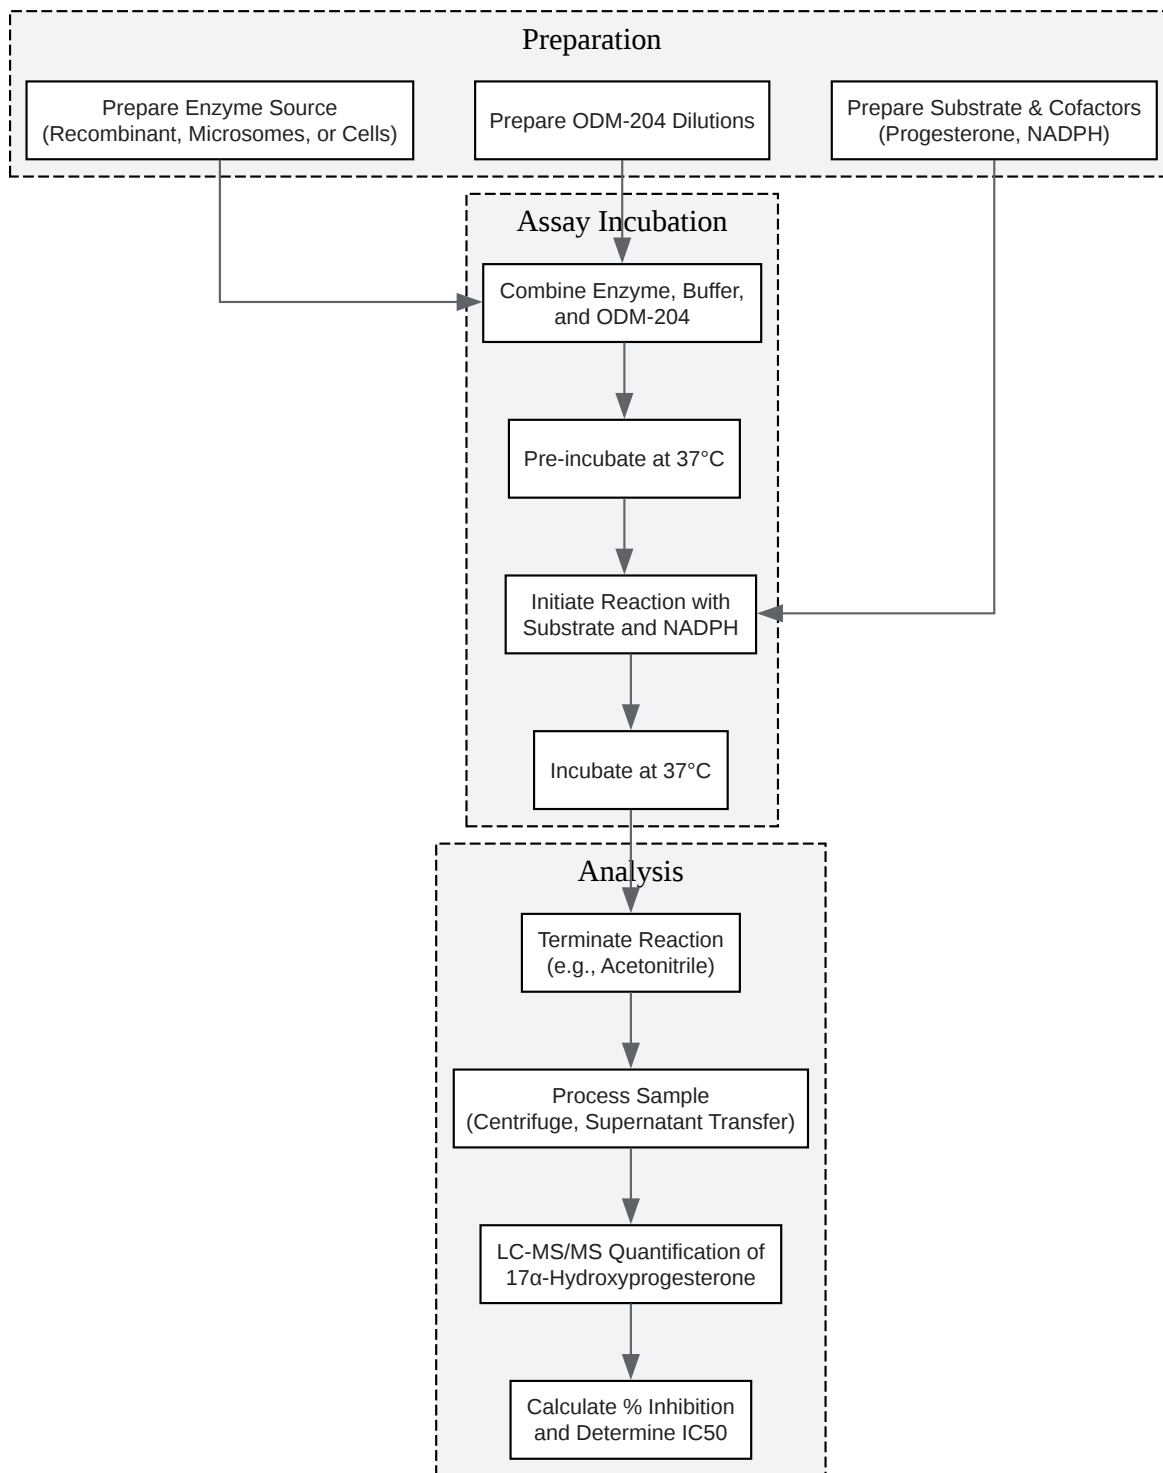 Preparation
Prepare Enzyme Source
(Recombinant, Microsomes, or Cells)
Prepare ODM-204 Dilutions
Prepare Substrate & Cofactors
(Progesterone, NADPH)
Assay Incubation
Combine Enzyme, Buffer,
and ODM-204
Pre-incubate at 37°C
Initiate Reaction with
Substrate and NADPH
Incubate at 37°C
Analysis
Terminate Reaction
(e.g., Acetonitrile)
Process Sample
(Centrifuge, Supernatant Transfer)
LC-MS/MS Quantification of
17α-Hydroxyprogesterone
Calculate % Inhibition
and Determine IC50